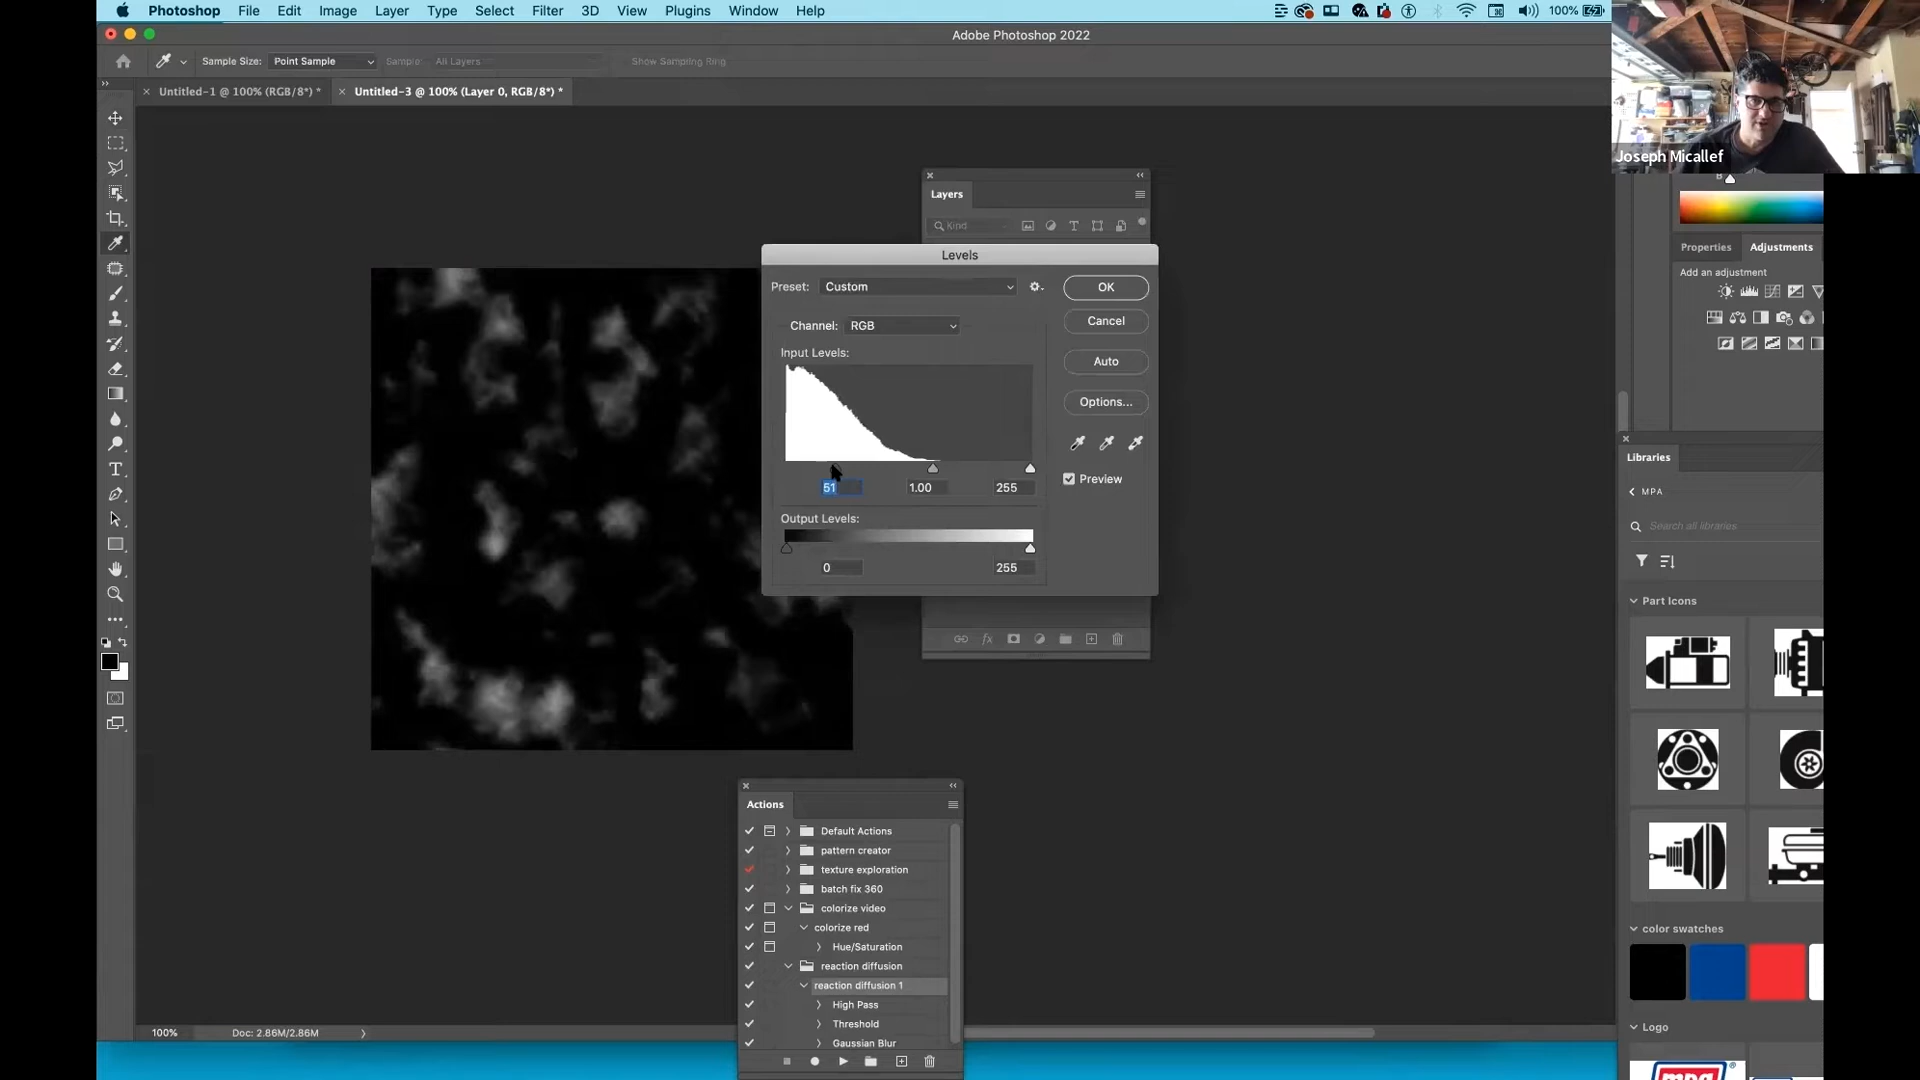 Photoshop File Edit Image Layer Type Select Filter 3D View Plugins Window Help
100%
Adobe Photoshop 2022
Sample Size: Point Sample Sample: All Layers Show Sampling Ring
Untitled-1 @ 100% (RGB/8*) * Untitled-3 @ 100% (Layer 0, RGB/8*) *
Joseph Micallef
B
Layers
Kind
Properties Adjustments
Add an adjustment
Levels
Preset: Custom
OK
Channel: RGB
Cancel
Input Levels:
Auto
Options...
Preview
51 1.00 255
Output Levels:
0 255
Libraries
MPA
Search all libraries
Part Icons
Actions
Default Actions
pattern creator
texture exploration
batch fix 360
colorize video
colorize red
Hue/Saturation
reaction diffusion
reaction diffusion 1
High Pass
Threshold
Gaussian Blur
color swatches
Logo
mpa
100% Doc: 2.86M/2.86M